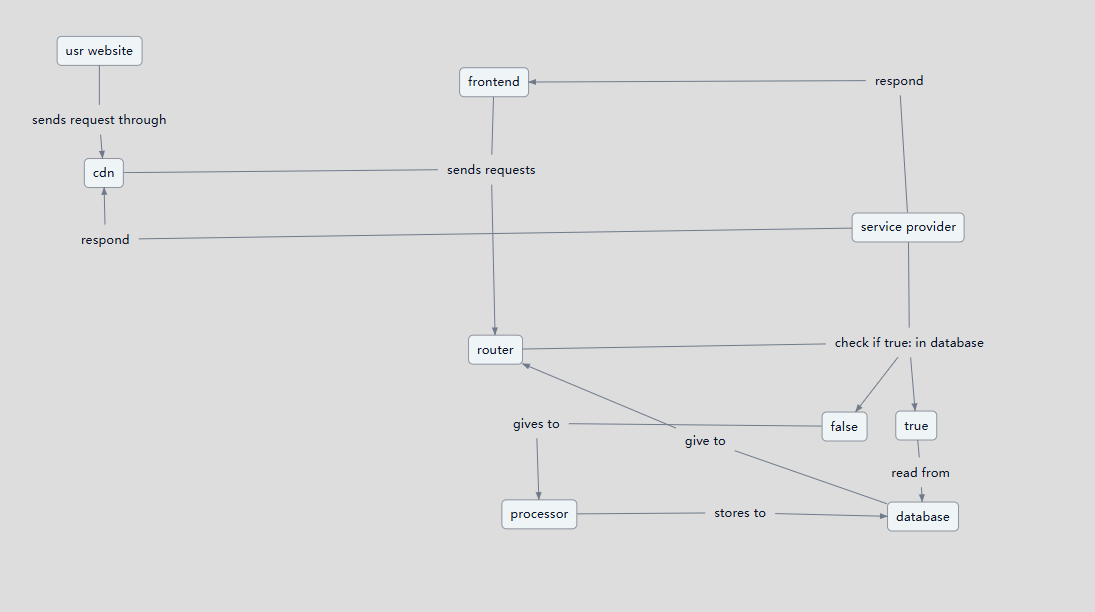 usr website
frontend
respond
sends request through
cdn
sends requests
respond
service provider
router
check if true: in database
gives to
false
true
give to
read from
processor
stores to
database